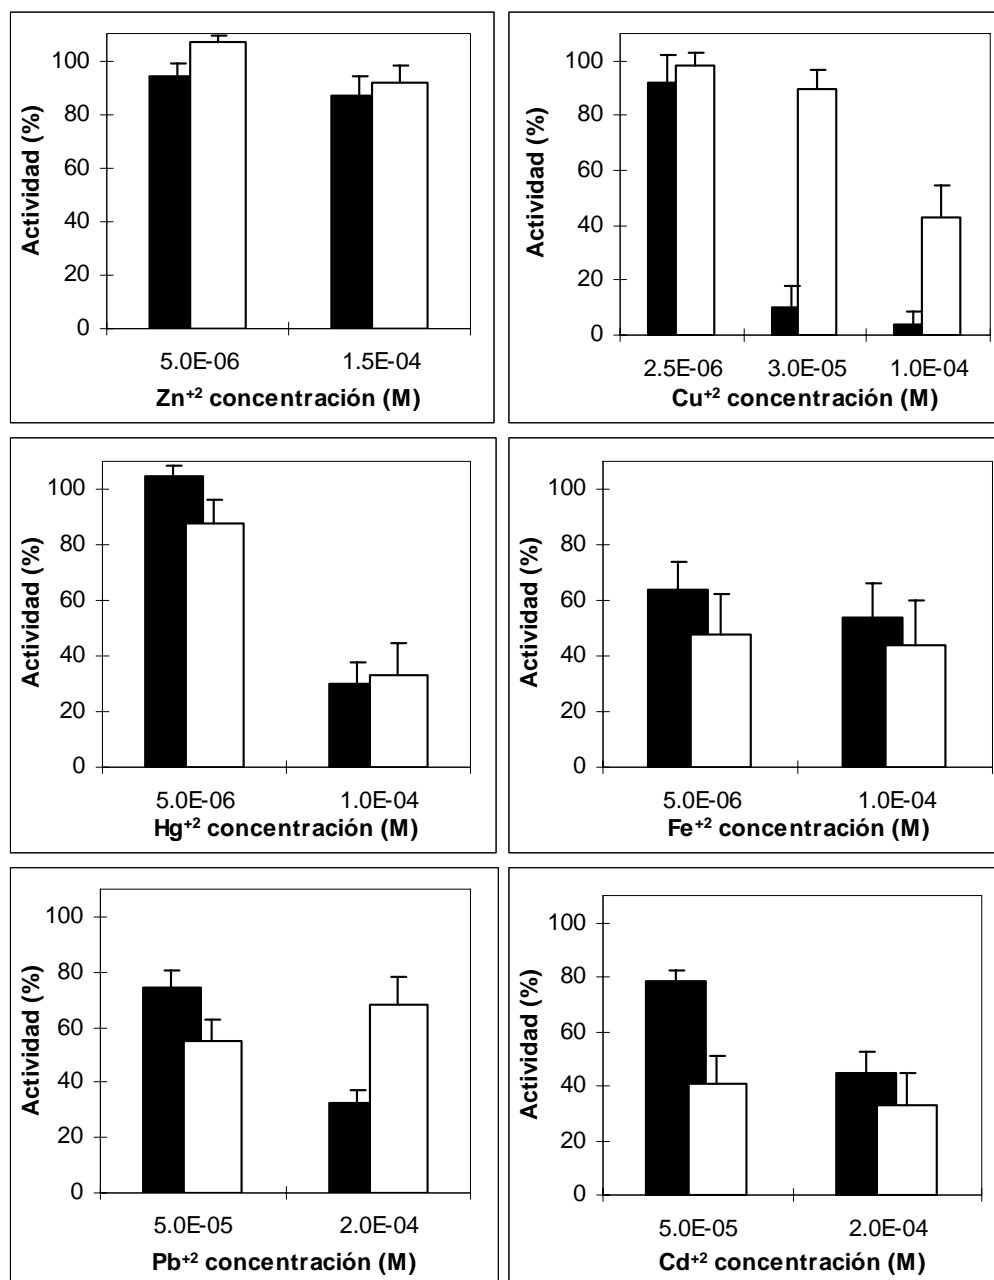 Actividad (%)
100
80
60
40
20
0
5.0E-06 1.5E-04
Zn+2 concentración (M)
Actividad (%)
100
80
60
40
20
0
2.5E-06 3.0E-05 1.0E-04
Cu+2 concentración (M)
Actividad (%)
100
80
60
40
20
0
5.0E-06 1.0E-04
Hg+2 concentración (M)
Actividad (%)
100
80
60
40
20
0
5.0E-06 1.0E-04
Fe+2 concentración (M)
Actividad (%)
100
80
60
40
20
0
5.0E-05 2.0E-04
Pb+2 concentración (M)
Actividad (%)
100
80
60
40
20
0
5.0E-05 2.0E-04
Cd+2 concentración (M)